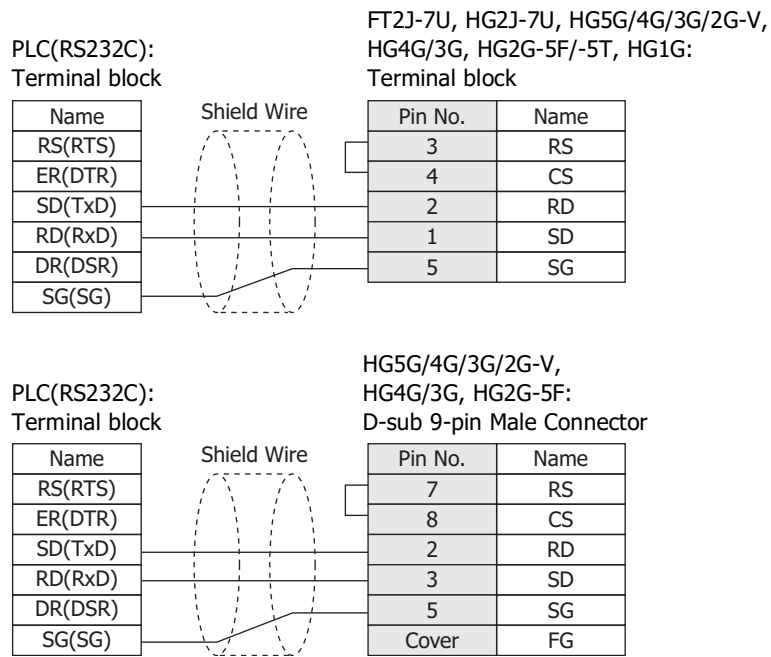 FT2J-7U, HG2J-7U, HG5G/4G/3G/2G-V,
PLC(RS232C): HG4G/3G, HG2G-5F/-5T, HG1G:
Terminal block Terminal block
Name Shield Wire Pin No. Name
RS(RTS) 3 RS
ER(DTR) 4 CS
SD(TxD) 2 RD
RD(RxD) 1 SD
DR(DSR) 5 SG
SG(SG)
HG5G/4G/3G/2G-V,
PLC(RS232C): HG4G/3G, HG2G-5F:
Terminal block D-sub 9-pin Male Connector
Name Shield Wire Pin No. Name
RS(RTS) 7 RS
ER(DTR) 8 CS
SD(TxD) 2 RD
RD(RxD) 3 SD
DR(DSR) 5 SG
SG(SG) Cover FG